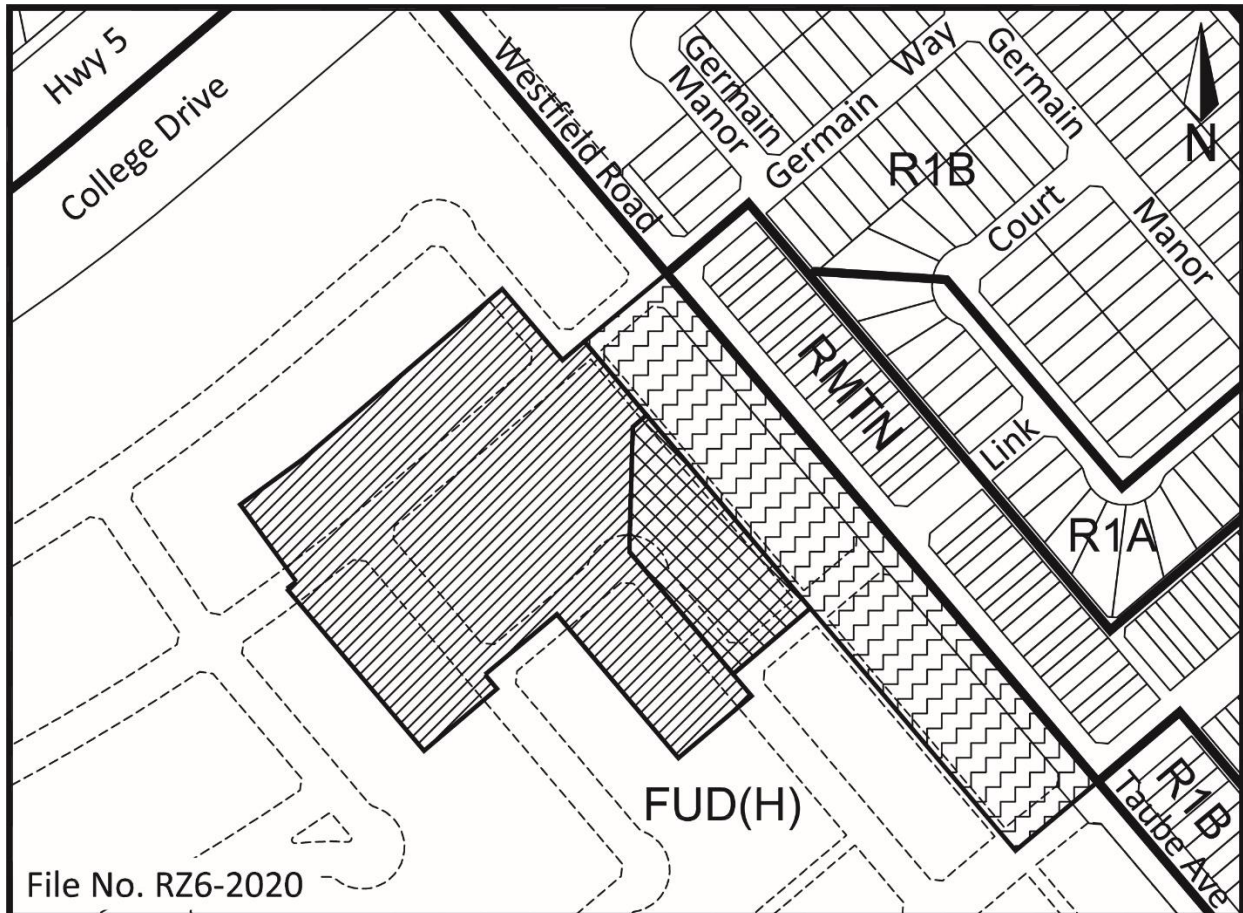 Hwy 5
College Drive
Westfield Road
Germain
Manor
Germain
Way
Germain
Manor
N
R1B
Court
RMTN
Link
R1A
FUD(H)
R1B
Taube Ave
File No. RZ6-2020